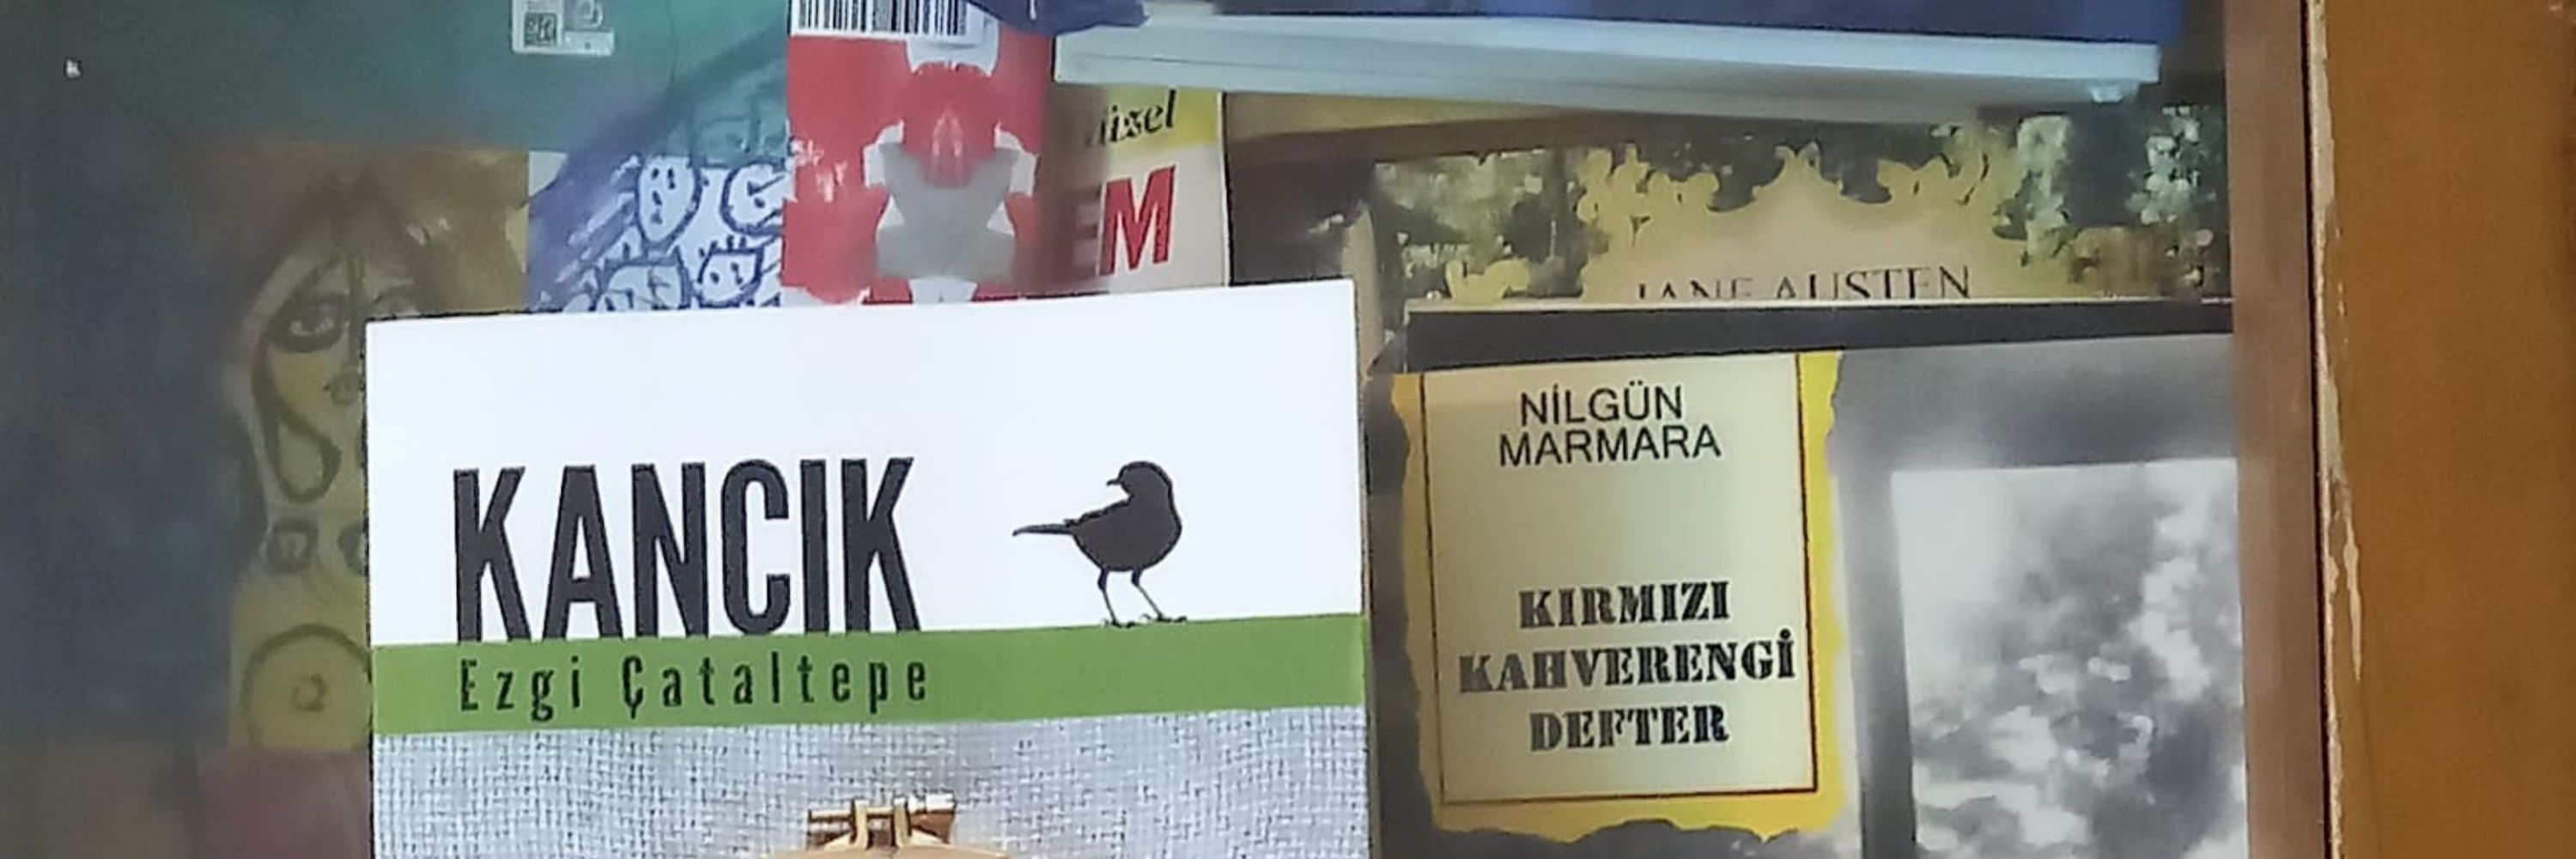 M
JANE AUSTEN
KANCIK
Ezgi Çataltepe
NİLGÜN
MARMARA
KIRMIZI
KAHVERENGİ
DEFTER